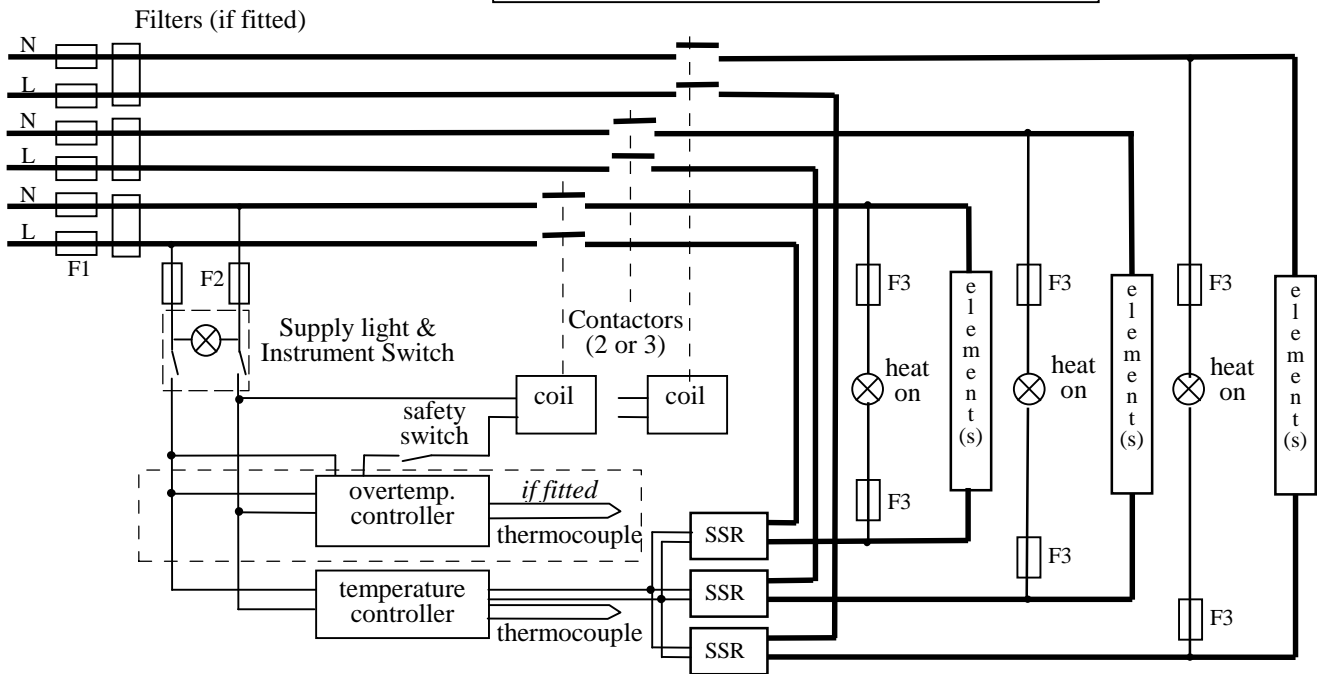 Filters (if fitted)
N
L
N
L
N
L
F1
F2
Supply light &
Instrument Switch
Contactors
(2 or 3)
coil
coil
safety
switch
overtemp.
controller
if fitted
thermocouple
temperature
controller
thermocouple
SSR
SSR
SSR
F3
heat
on
F3
element(s)
F3
heat
on
F3
element(s)
F3
heat
on
F3
element(s)